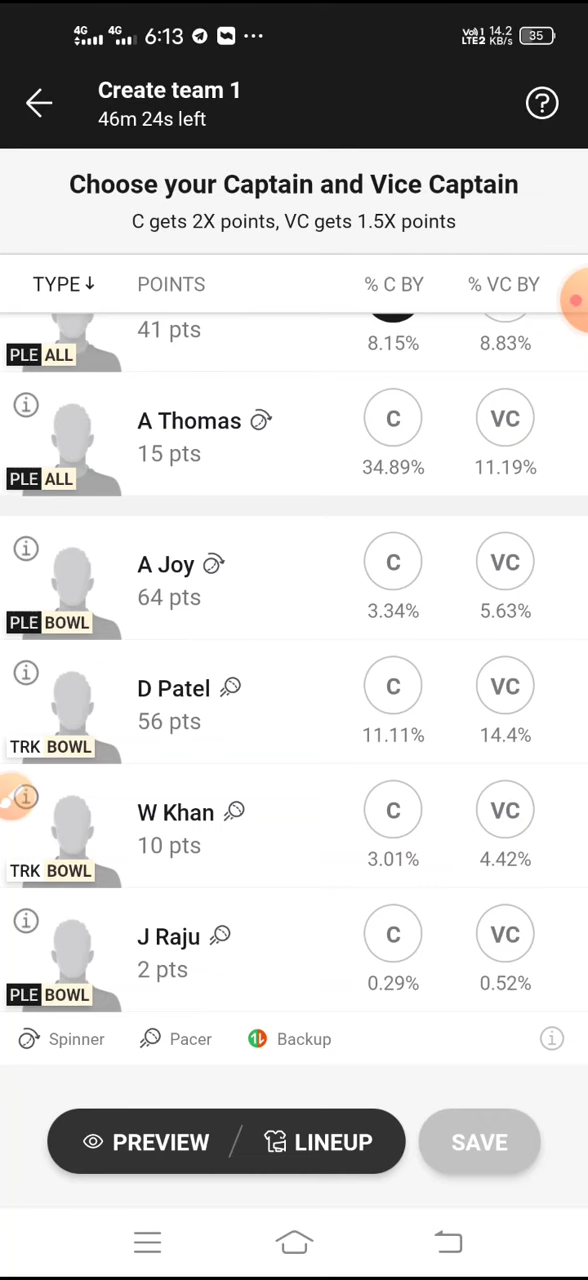 4G 4G 6:13 ... Vo)) 1 LTE2 14.2 KB/s 35
Create team 1
46m 24s left
?
Choose your Captain and Vice Captain
C gets 2X points, VC gets 1.5X points
TYPE↓ POINTS % C BY % VC BY
41 pts
8.15% 8.83%
PLE ALL
A Thomas C VC
15 pts
34.89% 11.19%
PLE ALL
A Joy C VC
64 pts
3.34% 5.63%
PLE BOWL
D Patel C VC
56 pts
11.11% 14.4%
TRK BOWL
W Khan C VC
10 pts
3.01% 4.42%
TRK BOWL
J Raju C VC
2 pts
0.29% 0.52%
PLE BOWL
Spinner Pacer Backup
PREVIEW / LINEUP SAVE